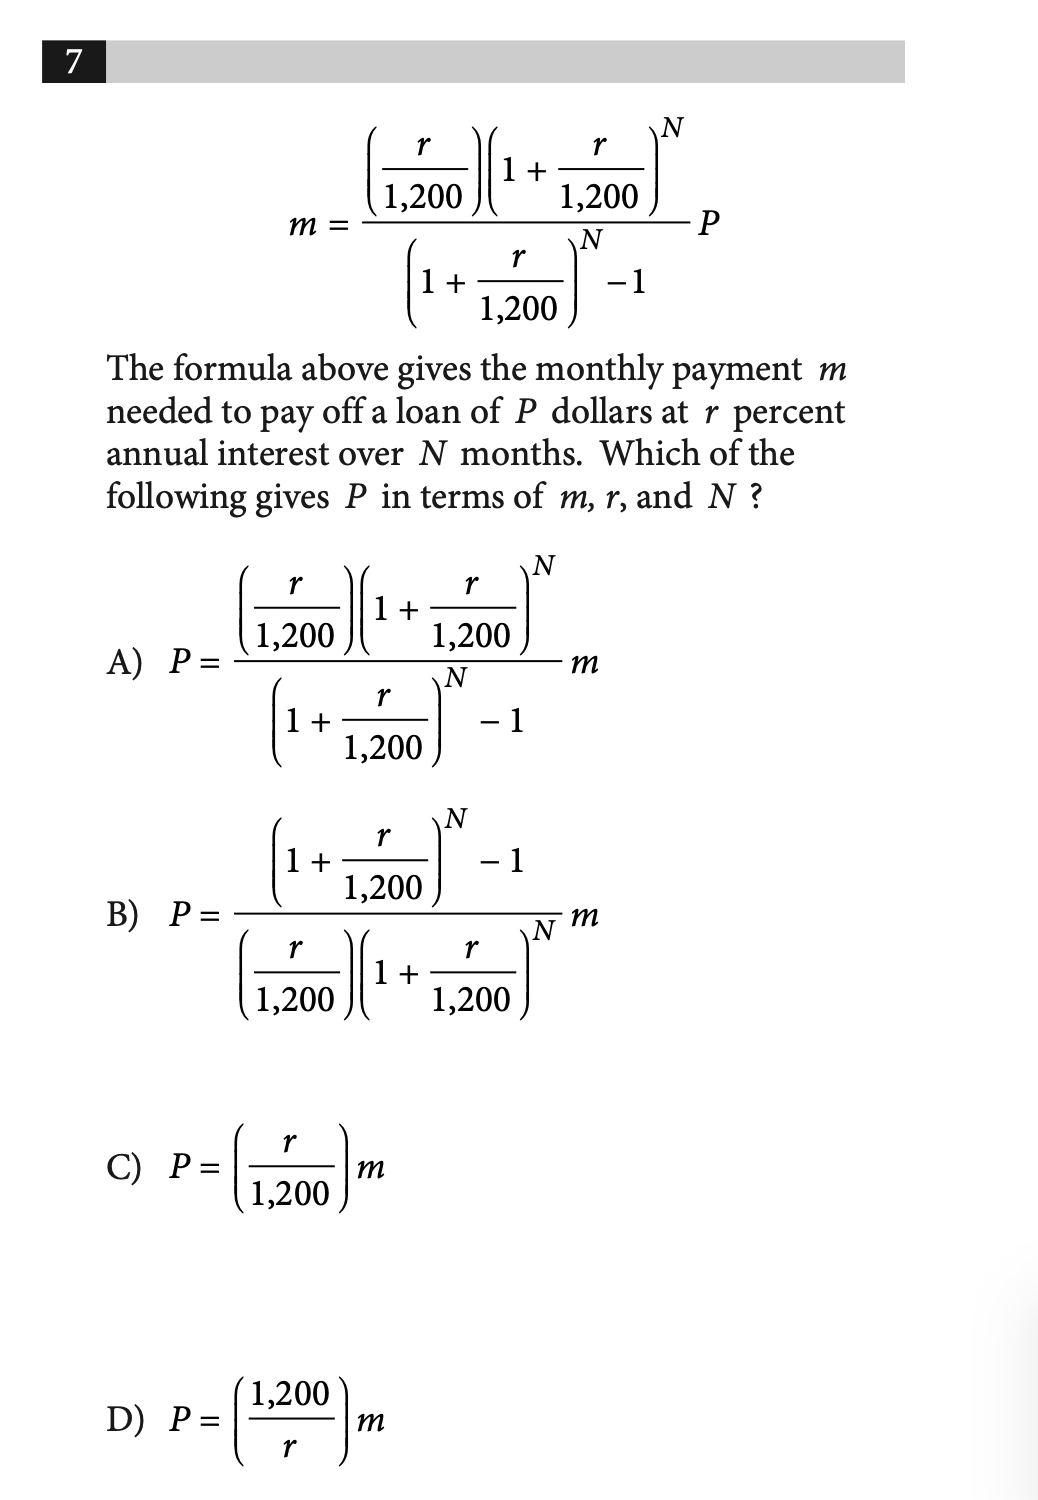 7
m = \frac{\left(\frac{r}{1,200}\right)\left(1 + \frac{r}{1,200}\right)^N}{\left(1 + \frac{r}{1,200}\right)^N - 1} P
The formula above gives the monthly payment m
needed to pay off a loan of P dollars at r percent
annual interest over N months. Which of the
following gives P in terms of m, r, and N ?
A) P = \frac{\left(\frac{r}{1,200}\right)\left(1 + \frac{r}{1,200}\right)^N}{\left(1 + \frac{r}{1,200}\right)^N - 1} m
B) P = \frac{\left(1 + \frac{r}{1,200}\right)^N - 1}{\left(\frac{r}{1,200}\right)\left(1 + \frac{r}{1,200}\right)^N} m
C) P = \left(\frac{r}{1,200}\right) m
D) P = \left(\frac{1,200}{r}\right) m